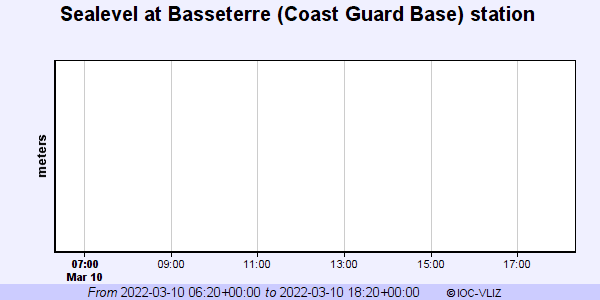 Sealevel at Basseterre (Coast Guard Base) station
meters
07:00 09:00 11:00 13:00 15:00 17:00
Mar 10
From 2022-03-10 06:20+00:00 to 2022-03-10 18:20+00:00 © IOC-VLIZ